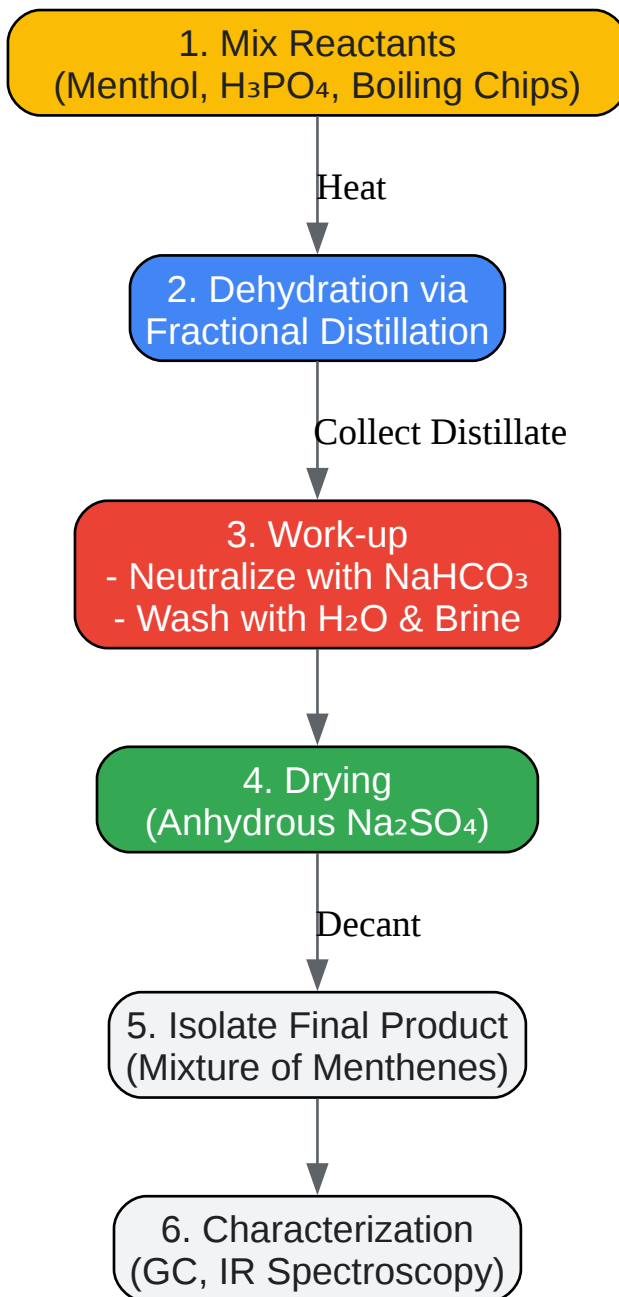 1. Mix Reactants
(Menthol, H₃PO₄, Boiling Chips)
Heat
2. Dehydration via
Fractional Distillation
Collect Distillate
3. Work-up
- Neutralize with NaHCO₃
- Wash with H₂O & Brine
4. Drying
(Anhydrous Na₂SO₄)
Decant
5. Isolate Final Product
(Mixture of Menthenes)
6. Characterization
(GC, IR Spectroscopy)